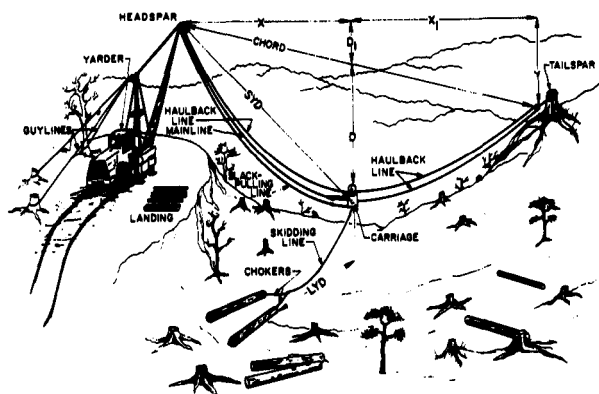 HEADSPAR
X
X1
D1
YARDER
CHORD
Y
TAILSPAR
SYD
GUYLINES
HAULBACK
LINE
MAINLINE
D
HAULBACK
LINE
SLACK-
PULLING
LINE
LANDING
SKIDDING
LINE
CARRIAGE
CHOKERS
LYD